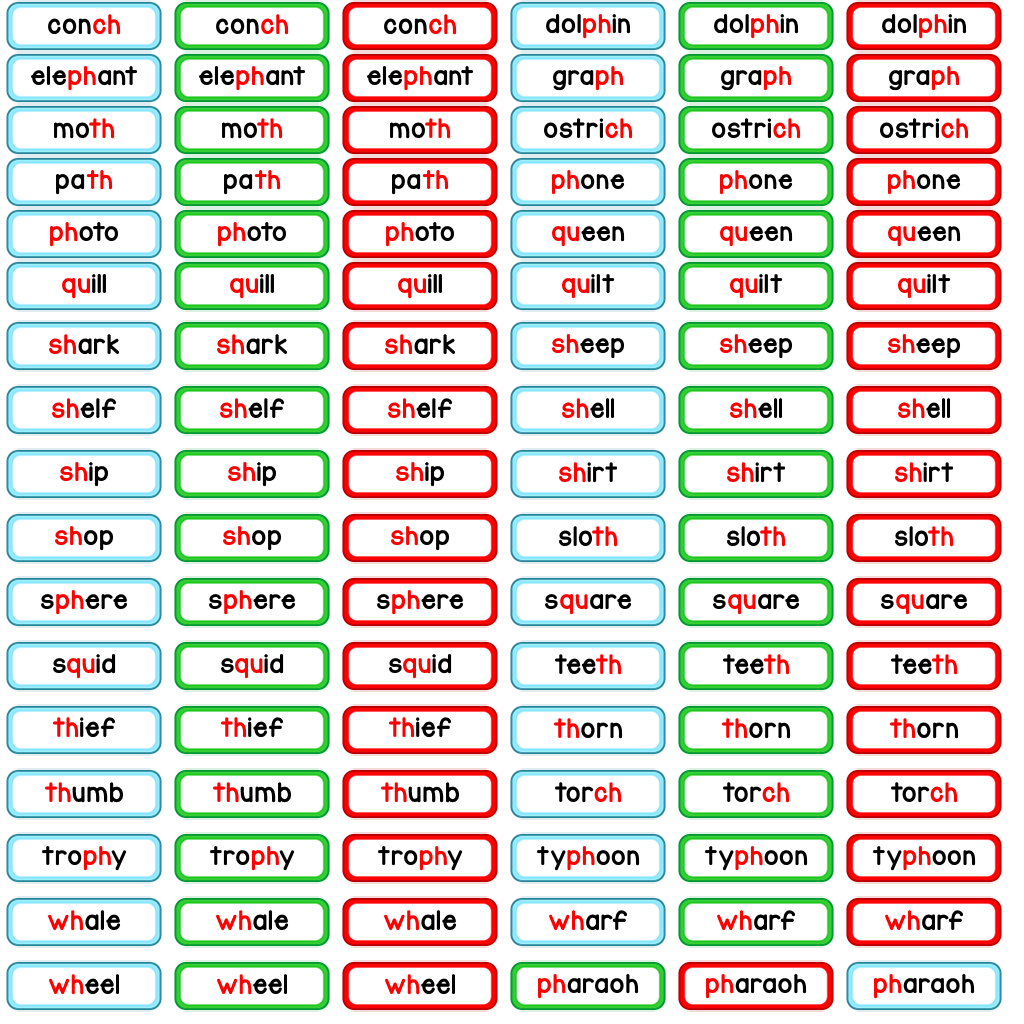 conch conch conch dolphin dolphin dolphin
elephant elephant elephant graph graph graph
moth moth moth ostrich ostrich ostrich
path path path phone phone phone
photo photo photo queen queen queen
quill quill quill quilt quilt quilt
shark shark shark sheep sheep sheep
shelf shelf shelf shell shell shell
ship ship ship shirt shirt shirt
shop shop shop sloth sloth sloth
sphere sphere sphere square square square
squid squid squid teeth teeth teeth
thief thief thief thorn thorn thorn
thumb thumb thumb torch torch torch
trophy trophy trophy typhoon typhoon typhoon
whale whale whale wharf wharf wharf
wheel wheel wheel pharaoh pharaoh pharaoh